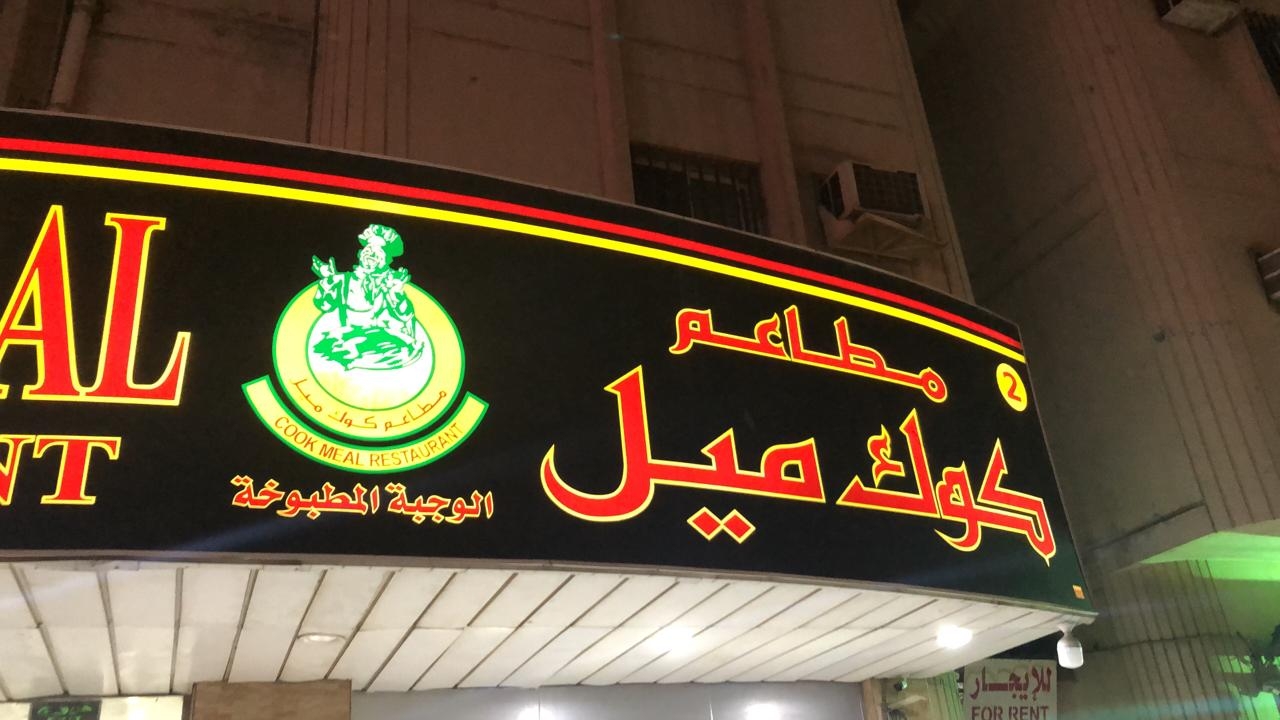 مطاعم
2
كوك ميل
مطاعم كوك ميل
COOK MEAL RESTAURANT
الوجبة المطبوخة
AL
NT
للإيجار
FOR RENT